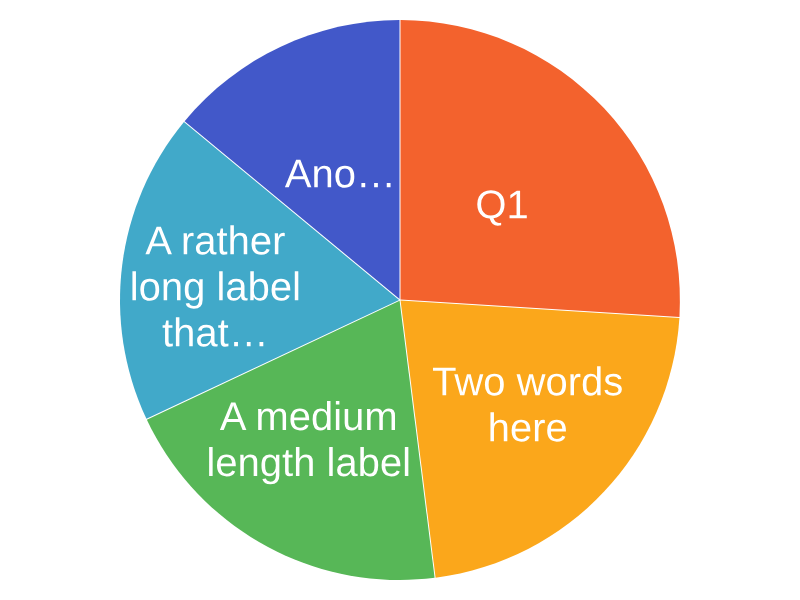 Q1
Two words
here
A medium
length label
A rather
long label
that…
Ano…